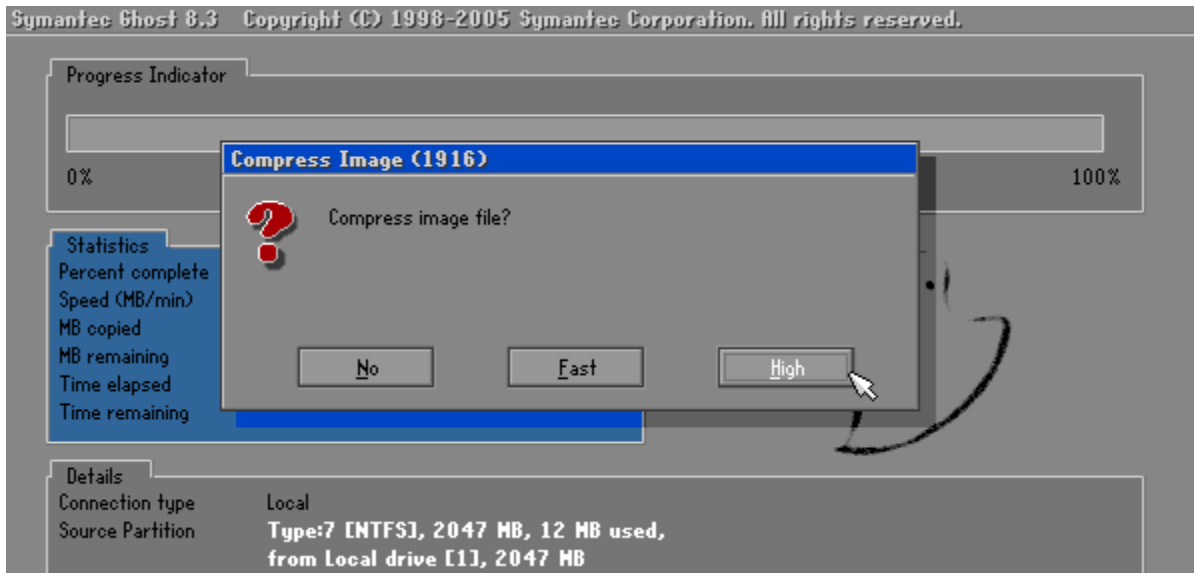 Symantec Ghost 8.3 Copyright (C) 1998-2005 Symantec Corporation. All rights reserved.
Progress Indicator
0% 100%
Compress Image (1916)
Compress image file?
No Fast High
Statistics
Percent complete
Speed (MB/min)
MB copied
MB remaining
Time elapsed
Time remaining
Details
Connection type Local
Source Partition Type:7 [NTFS], 2047 MB, 12 MB used,
from Local drive [1], 2047 MB